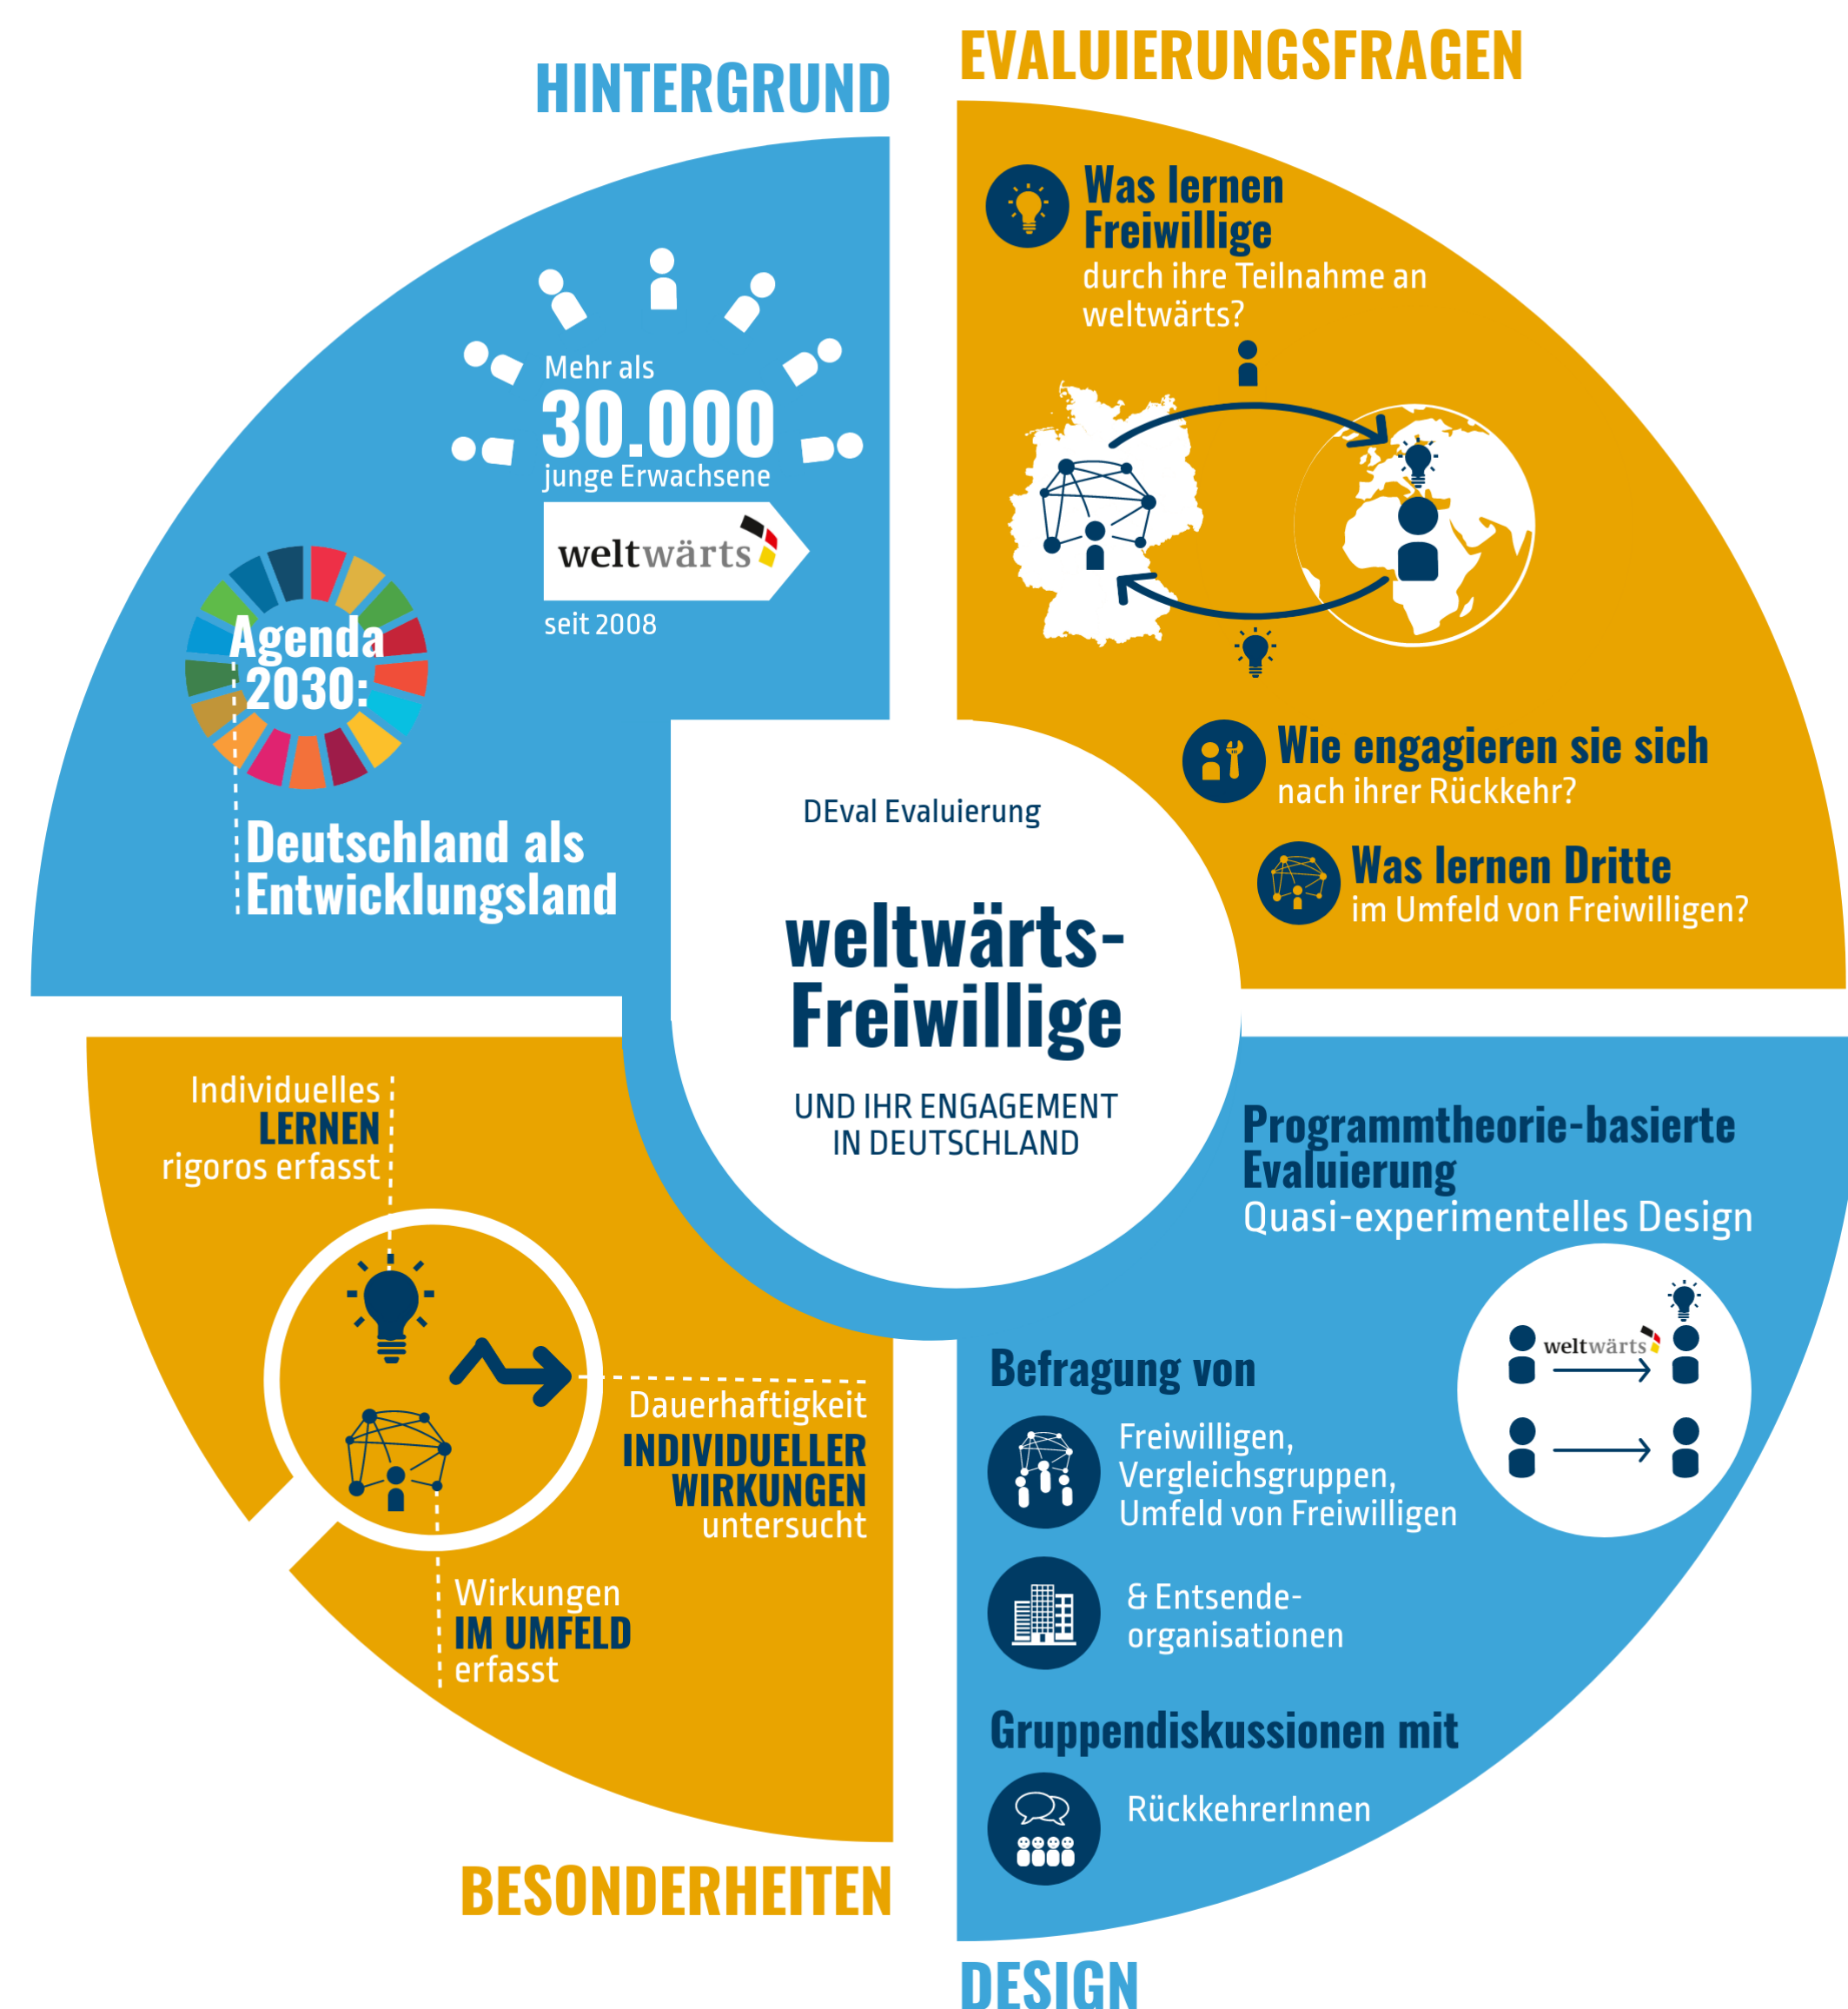 HINTERGRUND
Mehr als
30.000
junge Erwachsene
weltwärts
seit 2008
Agenda
2030:
Deutschland als
Entwicklungsland
EVALUIERUNGSFRAGEN
Was lernen
Freiwillige
durch ihre Teilnahme an
weltwärts?
Wie engagieren sie sich
nach ihrer Rückkehr?
Was lernen Dritte
im Umfeld von Freiwilligen?
DEval Evaluierung
weltwärts-
Freiwillige
UND IHR ENGAGEMENT
IN DEUTSCHLAND
Individuelles
LERNEN
rigoros erfasst
Dauerhaftigkeit
INDIVIDUELLER
WIRKUNGEN
untersucht
Wirkungen
IM UMFELD
erfasst
BESONDERHEITEN
Programmtheorie-basierte
Evaluierung
Quasi-experimentelles Design
weltwärts
Befragung von
Freiwilligen,
Vergleichsgruppen,
Umfeld von Freiwilligen
& Entsende-
organisationen
Gruppendiskussionen mit
RückkehrerInnen
DESIGN